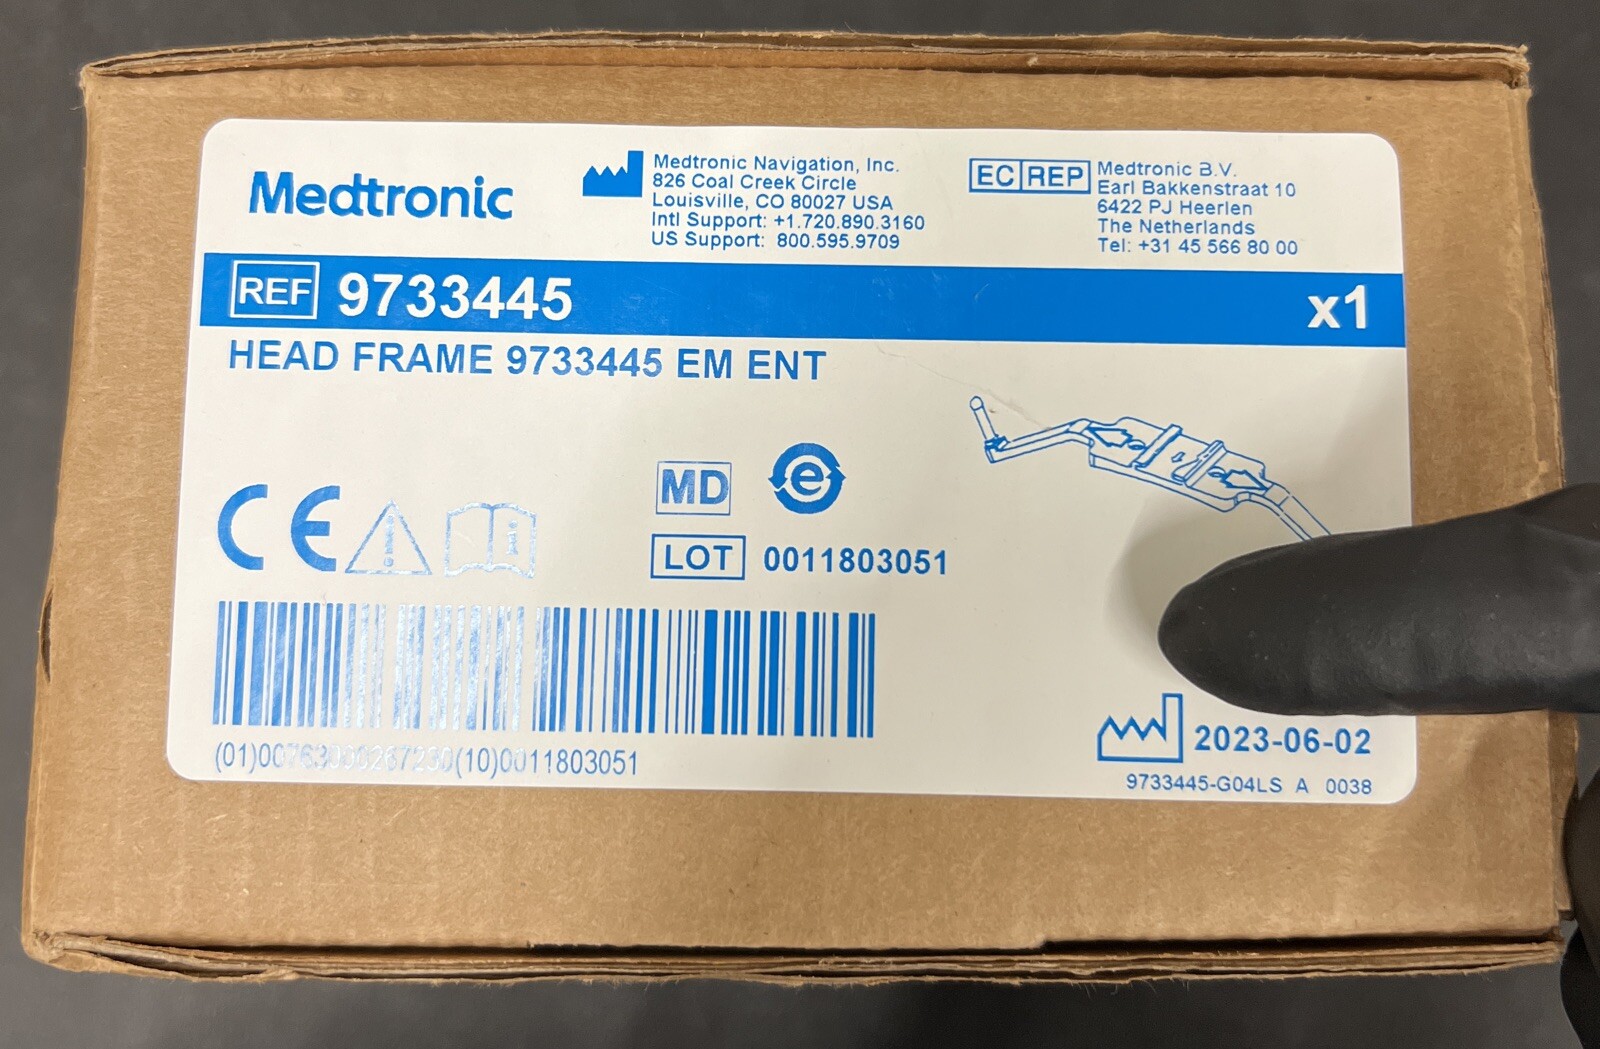 Medtronic
Medtronic Navigation, Inc.
826 Coal Creek Circle
Louisville, CO 80027 USA
Intl Support: +1.720.890.3160
US Support: 800.595.9709
EC REP
Medtronic B.V.
Earl Bakkenstraat 10
6422 PJ Heerlen
The Netherlands
Tel: +31 45 566 80 00
REF 9733445
x1
HEAD FRAME 9733445 EM ENT
CE
MD
e
LOT 0011803051
(01)00763000267230(10)0011803051
2023-06-02
9733445-G04LS A 0038